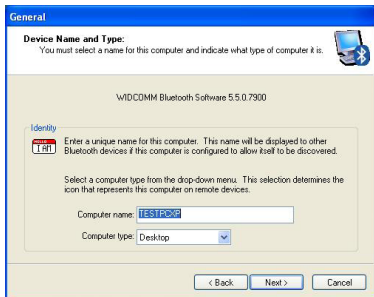 General
Device Name and Type:
You must select a name for this computer and indicate what type of computer it is.
WIDCOMM Bluetooth Software 5.5.0.7900
Identity
HELLO
I AM
Enter a unique name for this computer. This name will be displayed to other
Bluetooth devices if this computer is configured to allow itself to be discovered.
Select a computer type from the drop-down menu. This selection determines the
icon that represents this computer on remote devices.
Computer name: TESTPCXP
Computer type: Desktop
< Back Next > Cancel